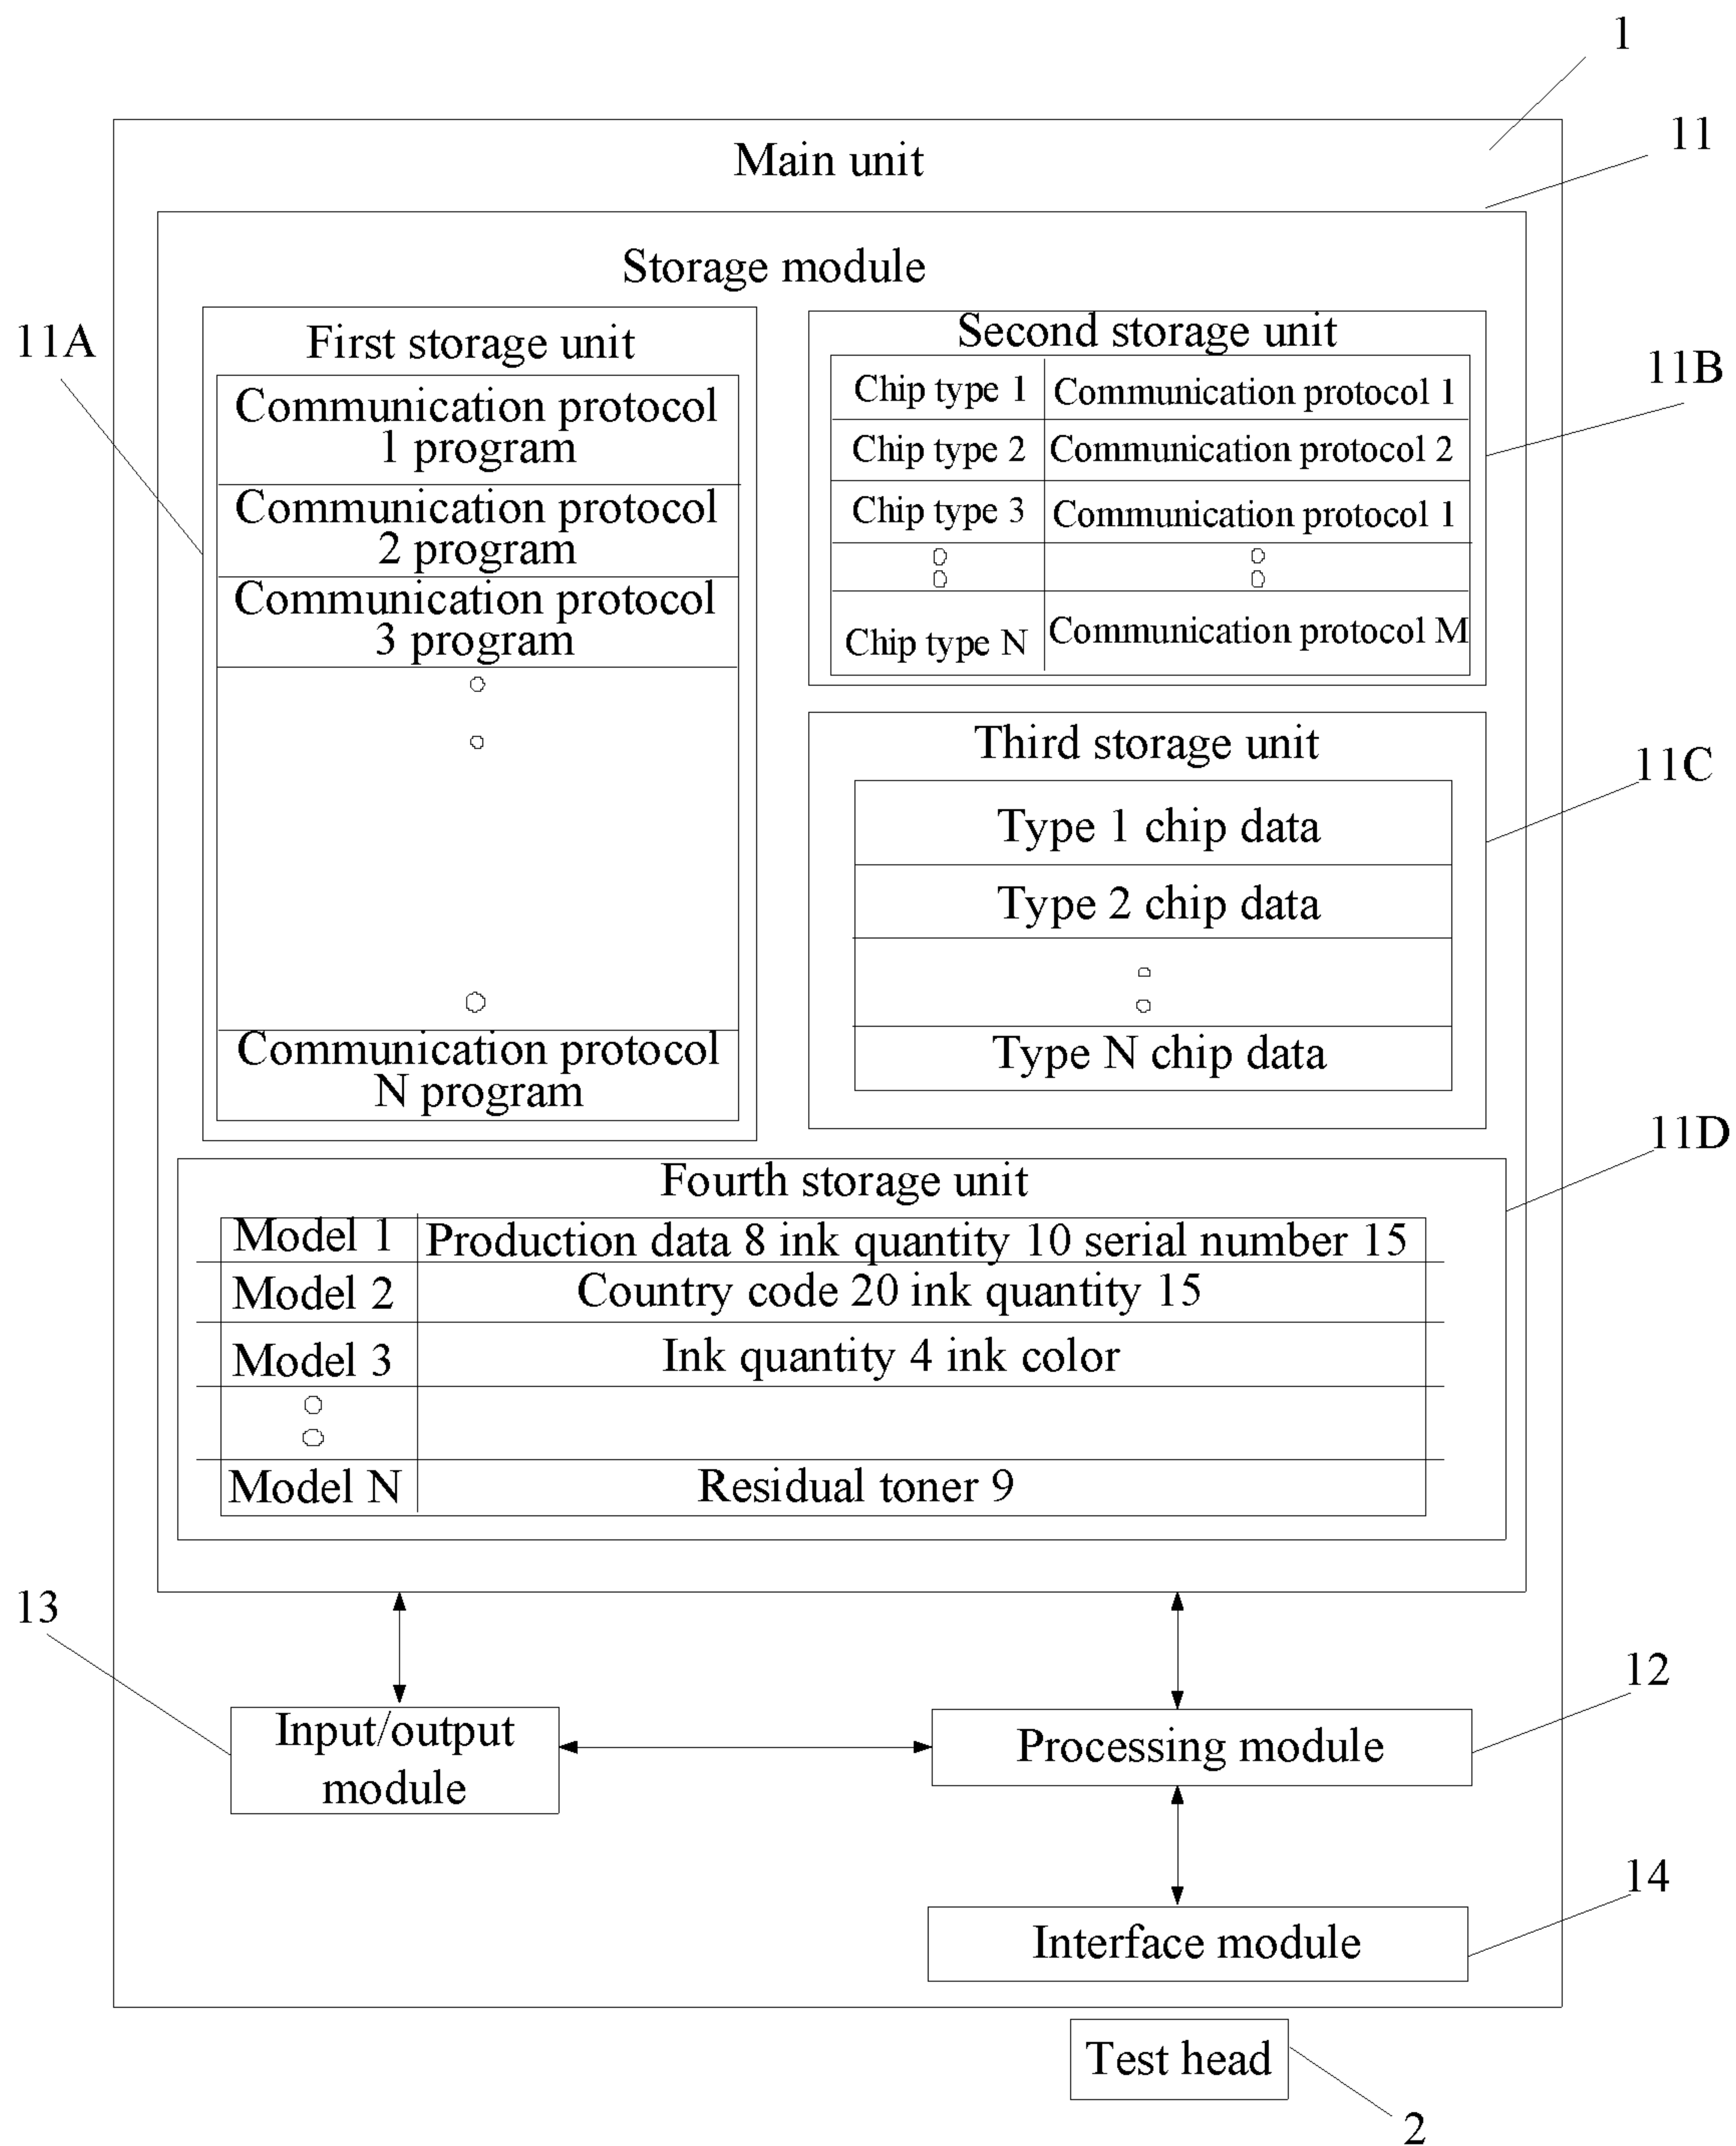 1
Main unit
11
Storage module
11A
First storage unit
Communication protocol
1 program
Communication protocol
2 program
Communication protocol
3 program
Communication protocol
N program
Second storage unit
11B
Chip type 1 Communication protocol 1
Chip type 2 Communication protocol 2
Chip type 3 Communication protocol 1
Chip type N Communication protocol M
Third storage unit
11C
Type 1 chip data
Type 2 chip data
Type N chip data
11D
Fourth storage unit
Model 1 Production data 8 ink quantity 10 serial number 15
Model 2 Country code 20 ink quantity 15
Model 3 Ink quantity 4 ink color
Model N Residual toner 9
13
Input/output
module
12
Processing module
14
Interface module
Test head
2